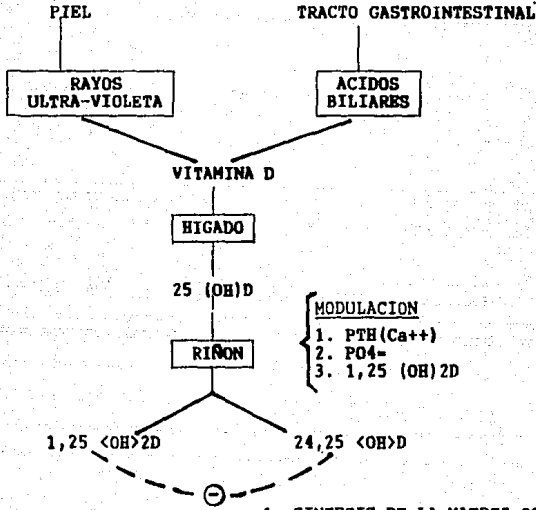 PIEL
TRACTO GASTROINTESTINAL
RAYOS
ULTRA-VIOLETA
ACIDOS
BILIARES
VITAMINA D
HIGADO
25 (OH)D
RIÑON
MODULACION
1. PTH(Ca++)
2. PO4=
3. 1,25 (OH)2D
1,25 <OH>2D
24,25 <OH>D
⊖